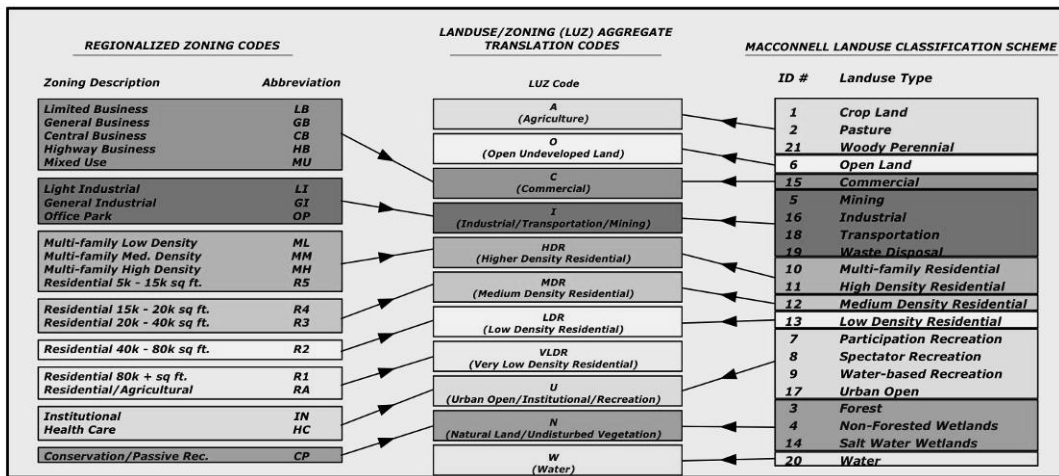 REGIONALIZED ZONING CODES
Zoning Description Abbreviation
Limited Business LB
General Business GB
Central Business CB
Highway Business HB
Mixed Use MU
Light Industrial LI
General Industrial GI
Office Park OP
Multi-family Low Density ML
Multi-family Med. Density MM
Multi-family High Density MH
Residential 5k - 15k sq ft. R5
Residential 15k - 20k sq ft. R4
Residential 20k - 40k sq ft. R3
Residential 40k - 80k sq ft. R2
Residential 80k + sq ft. R1
Residential/Agricultural RA
Institutional IN
Health Care HC
Conservation/Passive Rec. CP
LANDUSE/ZONING (LUZ) AGGREGATE
TRANSLATION CODES
LUZ Code
A
(Agriculture)
O
(Open Undeveloped Land)
C
(Commercial)
I
(Industrial/Transportation/Mining)
HDR
(Higher Density Residential)
MDR
(Medium Density Residential)
LDR
(Low Density Residential)
VLDR
(Very Low Density Residential)
U
(Urban Open/Institutional/Recreation)
N
(Natural Land/Undisturbed Vegetation)
W
(Water)
MACCONNELL LANDUSE CLASSIFICATION SCHEME
ID # Landuse Type
1 Crop Land
2 Pasture
21 Woody Perennial
6 Open Land
15 Commercial
5 Mining
16 Industrial
18 Transportation
19 Waste Disposal
10 Multi-family Residential
11 High Density Residential
12 Medium Density Residential
13 Low Density Residential
7 Participation Recreation
8 Spectator Recreation
9 Water-based Recreation
17 Urban Open
3 Forest
4 Non-Forested Wetlands
14 Salt Water Wetlands
20 Water